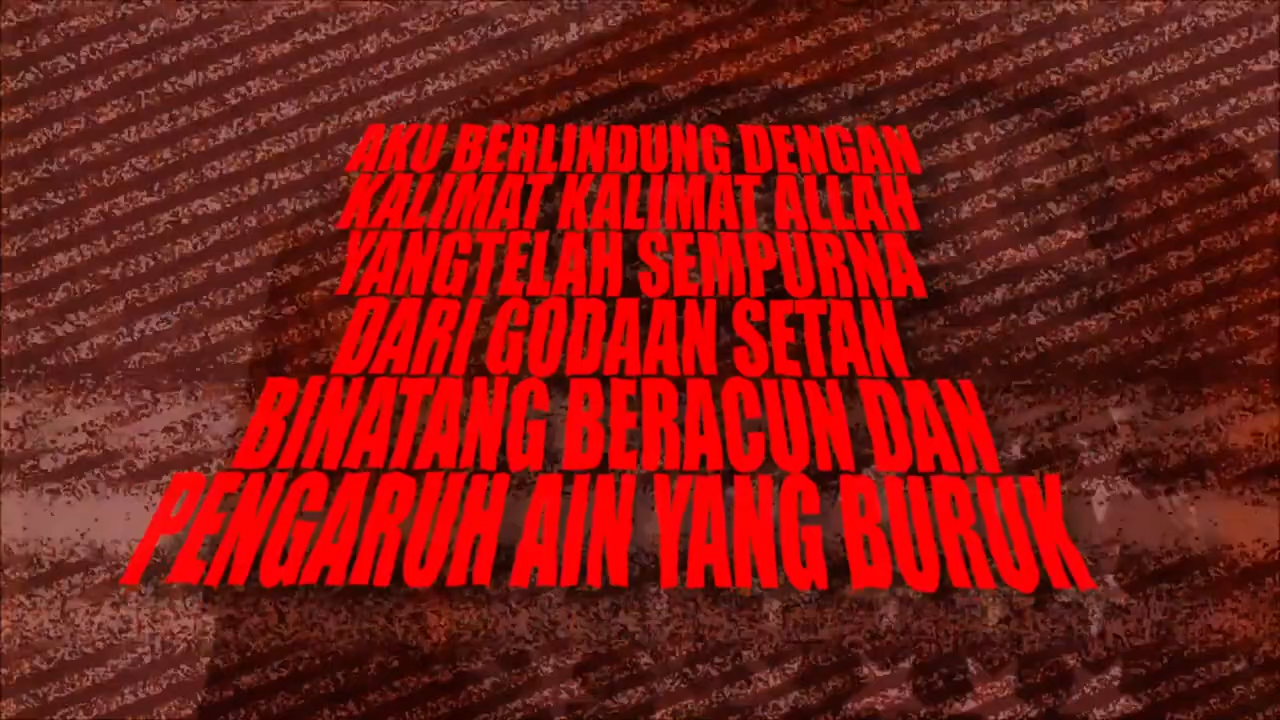 AKU BERLINDUNG DENGAN
KALIMAT KALIMAT ALLAH
YANGTELAH SEMPURNA
DARI GODAAN SETAN
BINATANG BERACUN DAN
PENGARUH AIN YANG BURUK